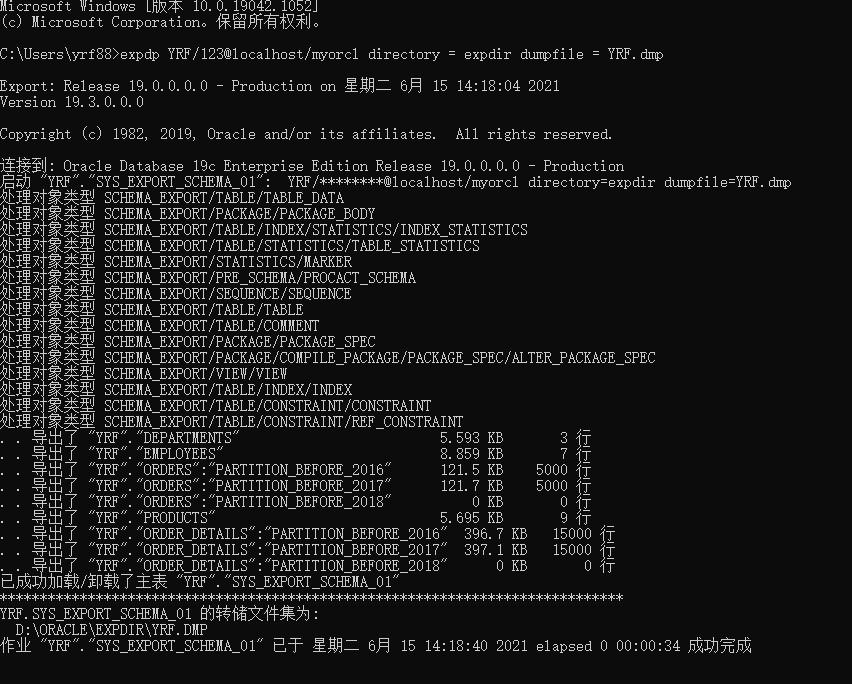 Microsoft Windows [版本 10.0.19042.1052]
(c) Microsoft Corporation。保留所有权利。
C:\Users\yrf88>expdp YRF/123@localhost/myorcl directory = expdir dumpfile = YRF.dmp
Export: Release 19.0.0.0.0 - Production on 星期二 6月 15 14:18:04 2021
Version 19.3.0.0.0
Copyright (c) 1982, 2019, Oracle and/or its affiliates.  All rights reserved.
连接到: Oracle Database 19c Enterprise Edition Release 19.0.0.0.0 - Production
启动 "YRF"."SYS_EXPORT_SCHEMA_01":  YRF/********@localhost/myorcl directory=expdir dumpfile=YRF.dmp
处理对象类型 SCHEMA_EXPORT/TABLE/TABLE_DATA
处理对象类型 SCHEMA_EXPORT/PACKAGE/PACKAGE_BODY
处理对象类型 SCHEMA_EXPORT/TABLE/INDEX/STATISTICS/INDEX_STATISTICS
处理对象类型 SCHEMA_EXPORT/TABLE/STATISTICS/TABLE_STATISTICS
处理对象类型 SCHEMA_EXPORT/STATISTICS/MARKER
处理对象类型 SCHEMA_EXPORT/PRE_SCHEMA/PROCACT_SCHEMA
处理对象类型 SCHEMA_EXPORT/SEQUENCE/SEQUENCE
处理对象类型 SCHEMA_EXPORT/TABLE/TABLE
处理对象类型 SCHEMA_EXPORT/TABLE/COMMENT
处理对象类型 SCHEMA_EXPORT/PACKAGE/PACKAGE_SPEC
处理对象类型 SCHEMA_EXPORT/PACKAGE/COMPILE_PACKAGE/PACKAGE_SPEC/ALTER_PACKAGE_SPEC
处理对象类型 SCHEMA_EXPORT/VIEW/VIEW
处理对象类型 SCHEMA_EXPORT/TABLE/INDEX/INDEX
处理对象类型 SCHEMA_EXPORT/TABLE/CONSTRAINT/CONSTRAINT
处理对象类型 SCHEMA_EXPORT/TABLE/CONSTRAINT/REF_CONSTRAINT
. . 导出了 "YRF"."DEPARTMENTS" 5.593 KB 3 行
. . 导出了 "YRF"."EMPLOYEES" 8.859 KB 7 行
. . 导出了 "YRF"."ORDERS":"PARTITION_BEFORE_2016" 121.5 KB 5000 行
. . 导出了 "YRF"."ORDERS":"PARTITION_BEFORE_2017" 121.7 KB 5000 行
. . 导出了 "YRF"."ORDERS":"PARTITION_BEFORE_2018" 0 KB 0 行
. . 导出了 "YRF"."PRODUCTS" 5.695 KB 9 行
. . 导出了 "YRF"."ORDER_DETAILS":"PARTITION_BEFORE_2016" 396.7 KB 15000 行
. . 导出了 "YRF"."ORDER_DETAILS":"PARTITION_BEFORE_2017" 397.1 KB 15000 行
. . 导出了 "YRF"."ORDER_DETAILS":"PARTITION_BEFORE_2018" 0 KB 0 行
已成功加载/卸载了主表 "YRF"."SYS_EXPORT_SCHEMA_01"
******************************************************************************
YRF.SYS_EXPORT_SCHEMA_01 的转储文件集为:
D:\ORACLE\EXPDIR\YRF.DMP
作业 "YRF"."SYS_EXPORT_SCHEMA_01" 已于 星期二 6月 15 14:18:40 2021 elapsed 0 00:00:34 成功完成